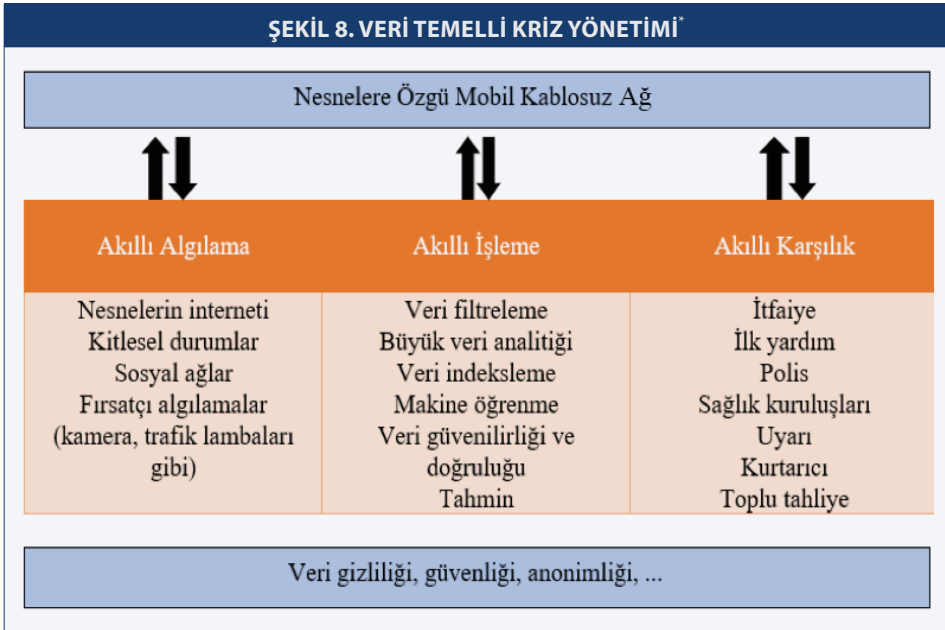 ŞEKİL 8. VERİ TEMELLİ KRİZ YÖNETİMİ*
Nesnelere Özgü Mobil Kablosuz Ağ
Akıllı Algılama
Nesnelerin interneti
Kitlesel durumlar
Sosyal ağlar
Fırsatçı algılamalar
(kamera, trafik lambaları
gibi)
Akıllı İşleme
Veri filtreleme
Büyük veri analitiği
Veri indeksleme
Makine öğrenme
Veri güvenilirliği ve
doğruluğu
Tahmin
Akıllı Karşılık
İtfaiye
İlk yardım
Polis
Sağlık kuruluşları
Uyarı
Kurtarıcı
Toplu tahliye
Veri gizliliği, güvenliği, anonimliği, ...